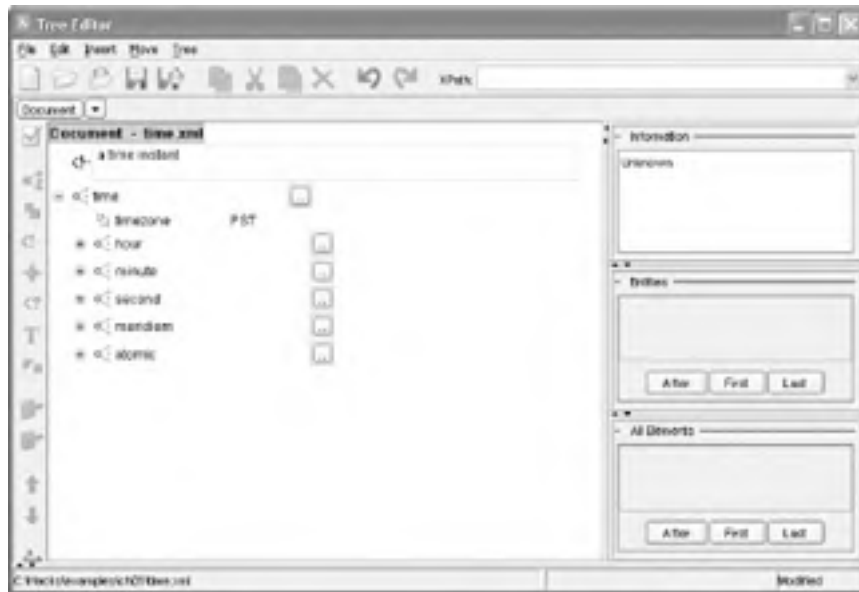 Tree Editor
File Edit Insert Move Tree
XPath:
Document
Document - time.xml
a time instant
time
timezone PST
hour
minute
second
meridiem
atomic
Information
Unknown
Entities
After First Last
All Elements
After First Last
Modified